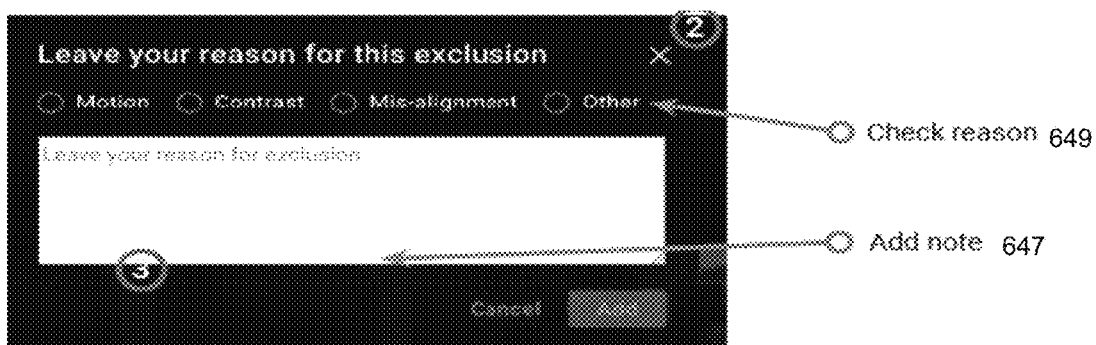 2
Leave your reason for this exclusion
Motion Contrast Mis-alignment Other
Check reason 649
Leave your reason for exclusion
Add note 647
3
Cancel Add